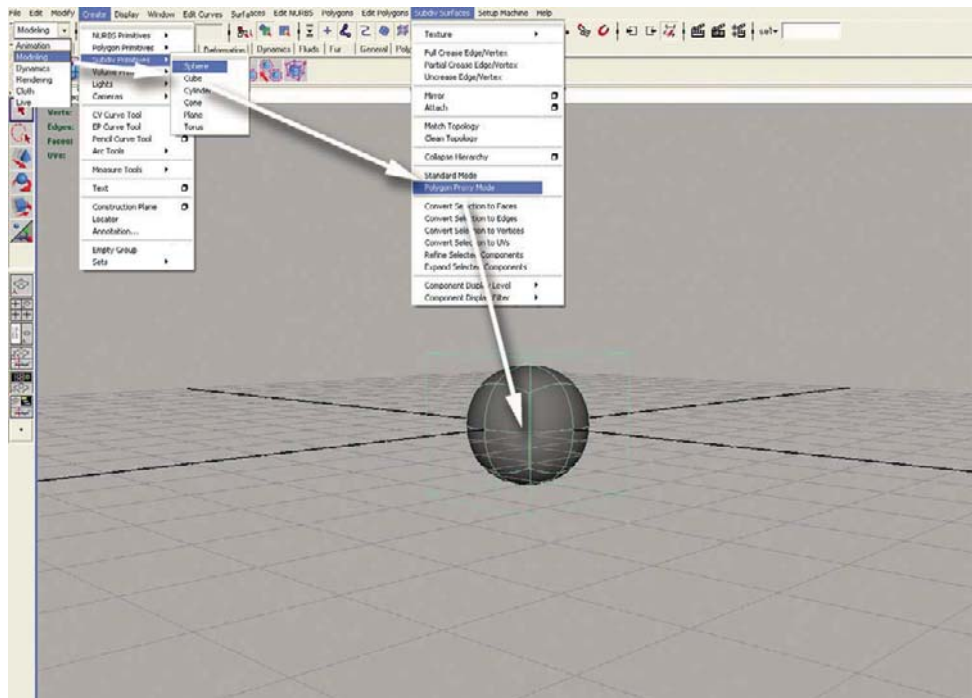 File Edit Modify Create Display Window Edit Curves Surfaces Edit NURBS Polygons Edit Polygons Subdiv Surfaces Setup Machine Help
Modeling
Animation
Modeling
Dynamics
Rendering
Cloth
Live
NURBS Primitives
Polygon Primitives
Subdiv Primitives
Volume
Lights
Cameras
CV Curve Tool
EP Curve Tool
Pencil Curve Tool
Arc Tools
Measure Tools
Text
Construction Plane
Locator
Annotation...
Empty Group
Sets
Sphere
Cube
Cylinder
Cone
Plane
Torus
Deformation Dynamics Fluids Fur General Poly
sel
Texture
Full Crease Edge/Vertex
Partial Crease Edge/Vertex
Uncrease Edge/Vertex
Mirror
Attach
Match Topology
Clean Topology
Collapse Hierarchy
Standard Mode
Polygon Proxy Mode
Convert Selection to Faces
Convert Selection to Edges
Convert Selection to Vertices
Convert Selection to UVs
Refine Selected Components
Expand Selected Components
Component Display Level
Component Display Filter
Verts:
Edges:
Faces:
UVs: